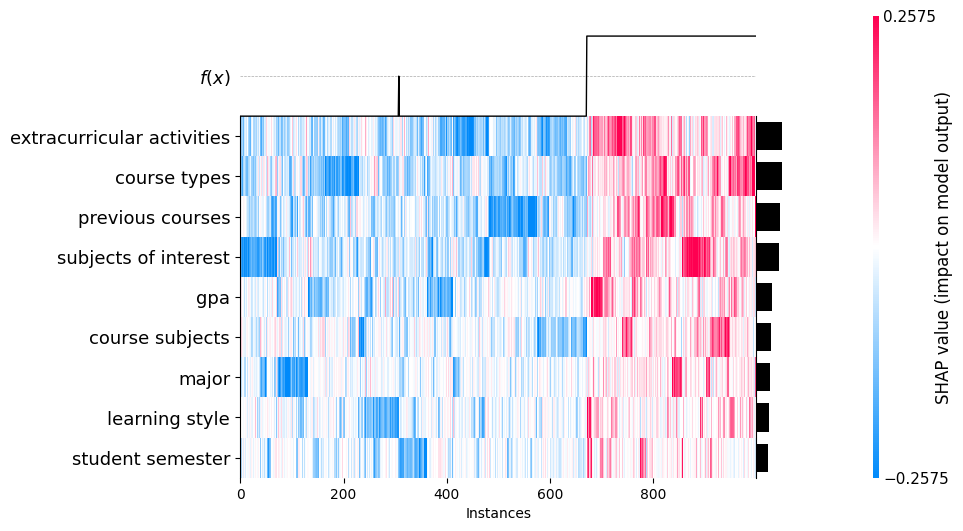 0.2575
f(x)
extracurricular activities
course types
previous courses
subjects of interest
gpa
course subjects
major
learning style
student semester
0 200 400 600 800
Instances
SHAP value (impact on model output)
−0.2575